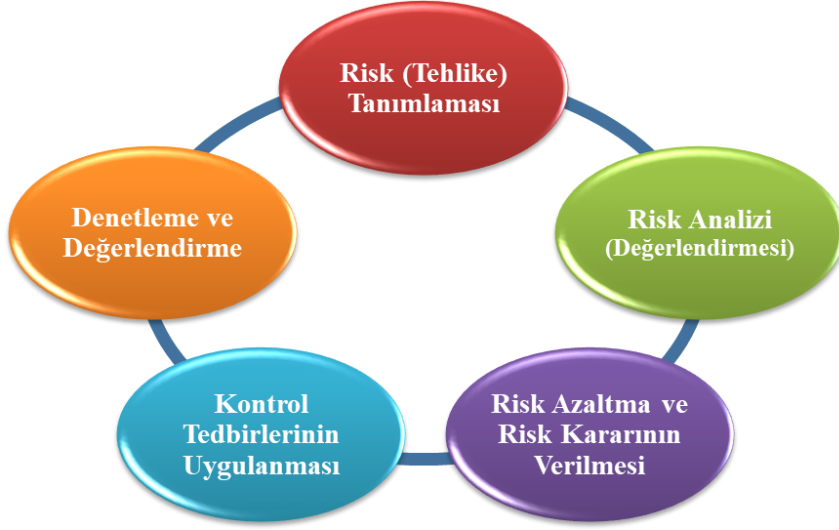 Risk (Tehlike)
Tanımlaması
Risk Analizi
(Değerlendirmesi)
Risk Azaltma ve
Risk Kararının
Verilmesi
Kontrol
Tedbirlerinin
Uygulanması
Denetleme ve
Değerlendirme